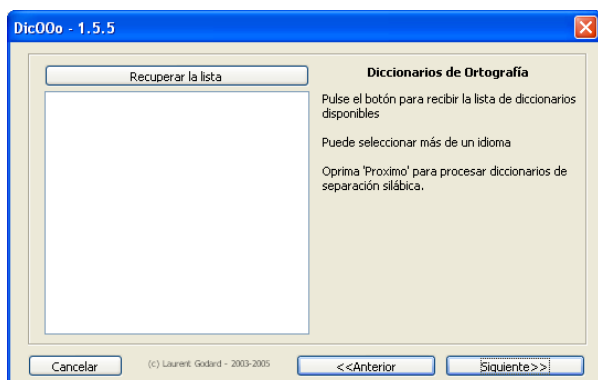 DicOOo - 1.5.5
Recuperar la lista
Diccionarios de Ortografía
Pulse el botón para recibir la lista de diccionarios
disponibles
Puede seleccionar más de un idioma
Oprima 'Proximo' para procesar diccionarios de
separación silábica.
Cancelar
(c) Laurent Godard - 2003-2005
<<Anterior
Siguiente>>